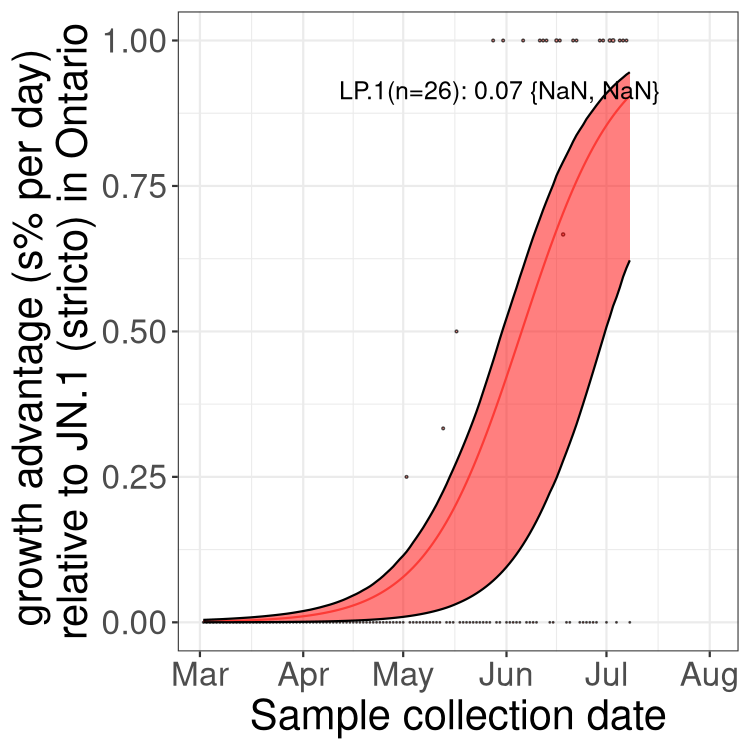 growth advantage (s% per day)
relative to JN.1 (stricto) in Ontario
1.00
0.75
0.50
0.25
0.00
LP.1(n=26): 0.07 {NaN, NaN}
Mar Apr May Jun Jul Aug
Sample collection date